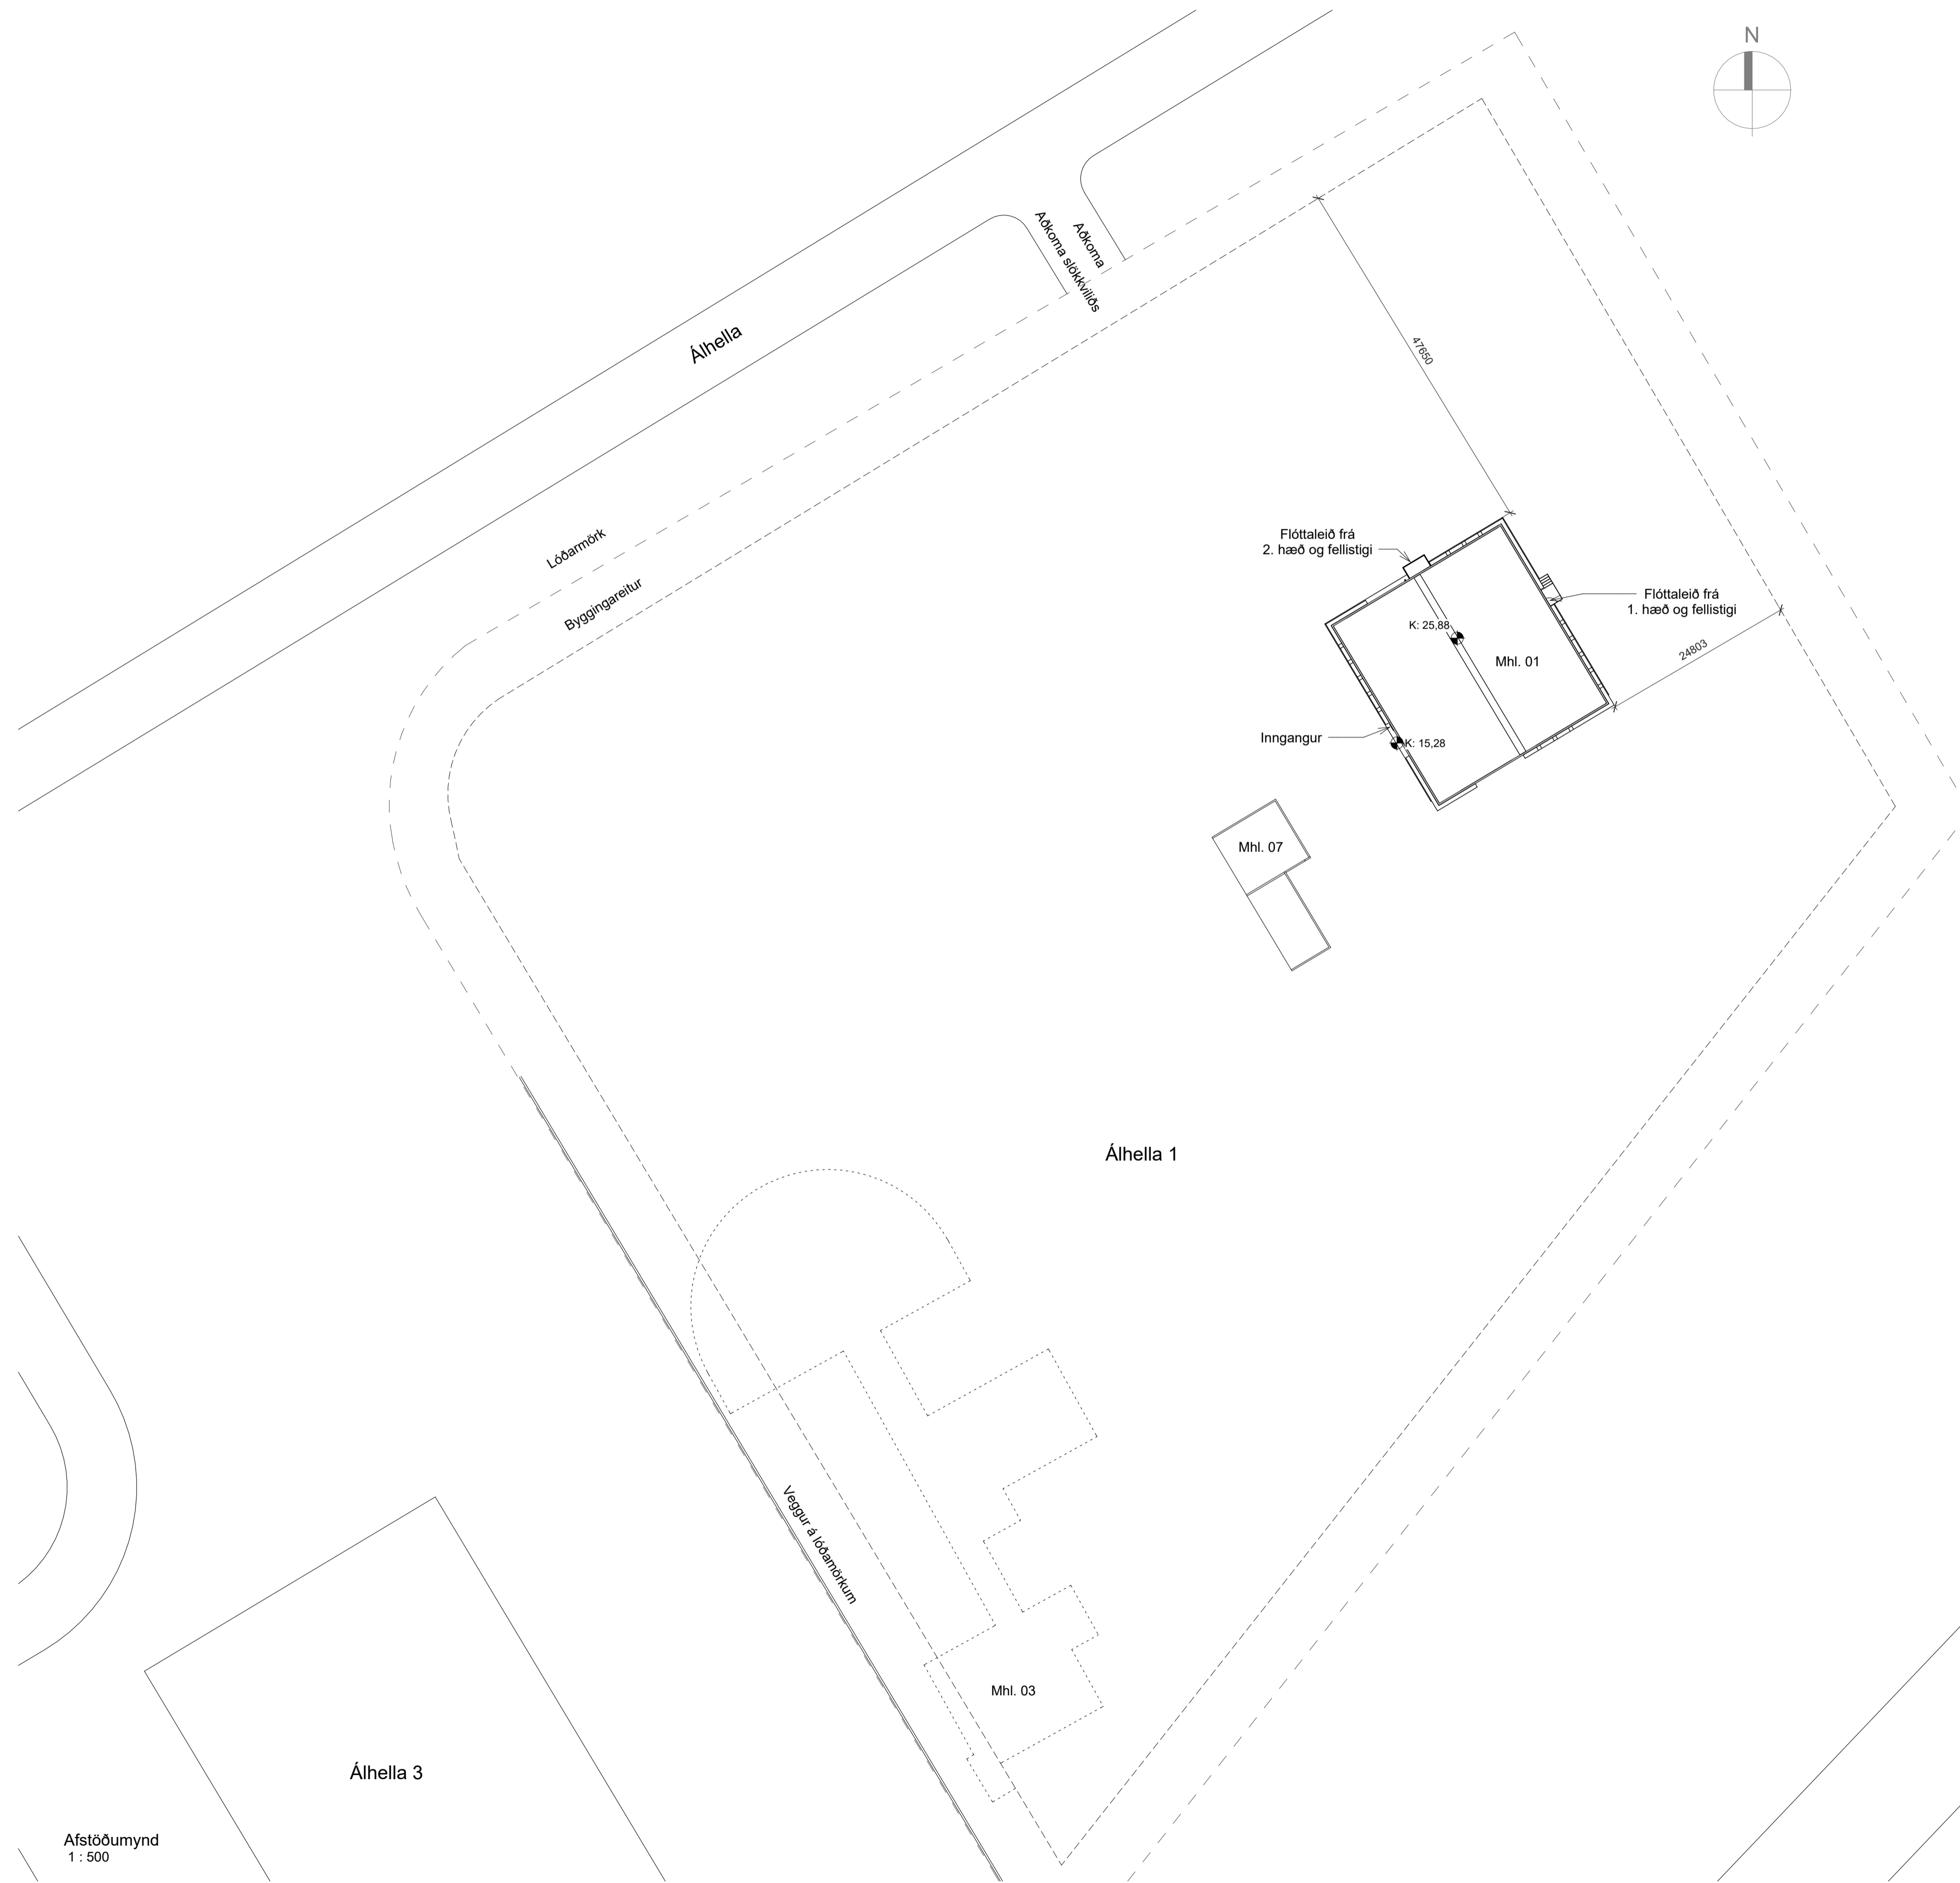 N
Aðkoma
Aðkoma slökkviliðs
Álhella
47650
Lóðarmörk
Byggingareitur
Flóttaleið frá
2. hæð og fellistigi
Flóttaleið frá
1. hæð og fellistigi
K: 25,88
24803
Mhl. 01
Inngangur
K: 15,28
Mhl. 07
Álhella 1
Veggur á lóðamörkum
Mhl. 03
Álhella 3
Afstöðumynd
1 : 500